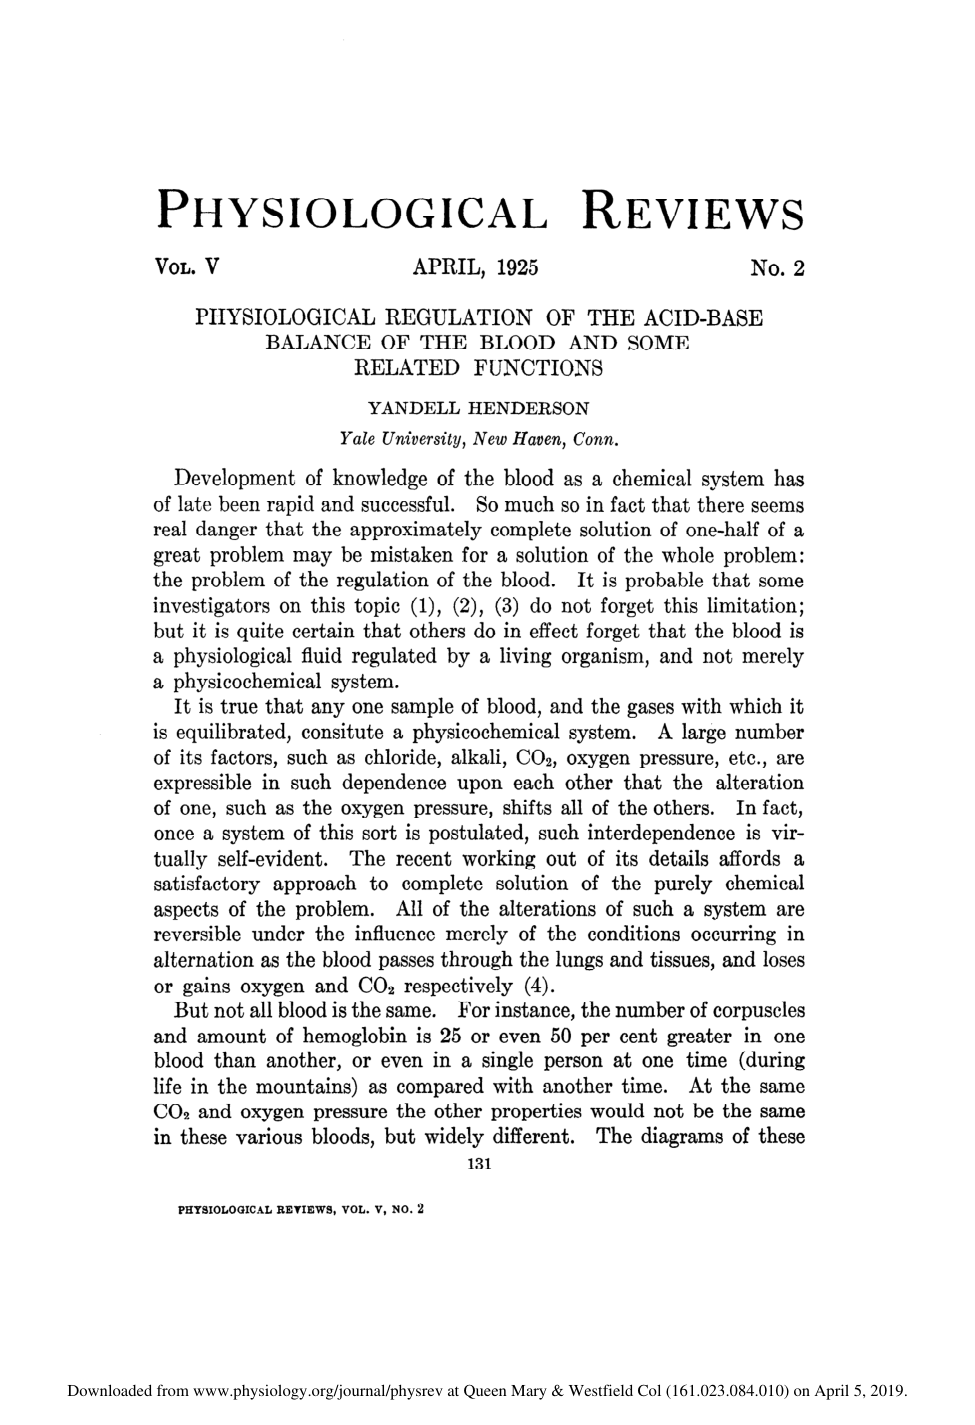 PHYSIOLOGICAL REVIEWS
VOL. V APRIL, 1925 No. 2
PHYSIOLOGICAL REGULATION OF THE ACID-BASE
BALANCE OF THE BLOOD AND SOME
RELATED FUNCTIONS
YANDELL HENDERSON
Yale University, New Haven, Conn.
Development of knowledge of the blood as a chemical system has
of late been rapid and successful. So much so in fact that there seems
real danger that the approximately complete solution of one-half of a
great problem may be mistaken for a solution of the whole problem:
the problem of the regulation of the blood. It is probable that some
investigators on this topic (1), (2), (3) do not forget this limitation;
but it is quite certain that others do in effect forget that the blood is
a physiological fluid regulated by a living organism, and not merely
a physicochemical system.
It is true that any one sample of blood, and the gases with which it
is equilibrated, consitute a physicochemical system. A large number
of its factors, such as chloride, alkali, CO₂, oxygen pressure, etc., are
expressible in such dependence upon each other that the alteration
of one, such as the oxygen pressure, shifts all of the others. In fact,
once a system of this sort is postulated, such interdependence is vir-
tually self-evident. The recent working out of its details affords a
satisfactory approach to complete solution of the purely chemical
aspects of the problem. All of the alterations of such a system are
reversible under the influence merely of the conditions occurring in
alternation as the blood passes through the lungs and tissues, and loses
or gains oxygen and CO₂ respectively (4).
But not all blood is the same. For instance, the number of corpuscles
and amount of hemoglobin is 25 or even 50 per cent greater in one
blood than another, or even in a single person at one time (during
life in the mountains) as compared with another time. At the same
CO₂ and oxygen pressure the other properties would not be the same
in these various bloods, but widely different. The diagrams of these
131
PHYSIOLOGICAL REVIEWS, VOL. V, NO. 2
Downloaded from www.physiology.org/journal/physrev at Queen Mary & Westfield Col (161.023.084.010) on April 5, 2019.